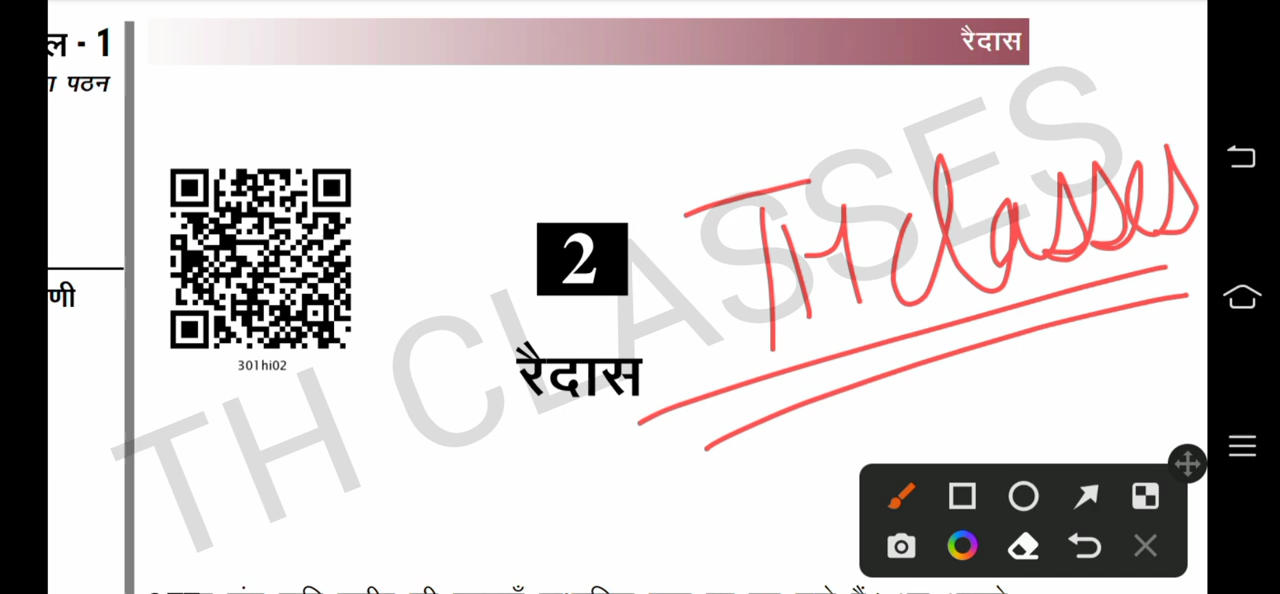 ल - 1
रैदास
पठन
TH CLASSES
TH classes
2
301hi02
रैदास
णी